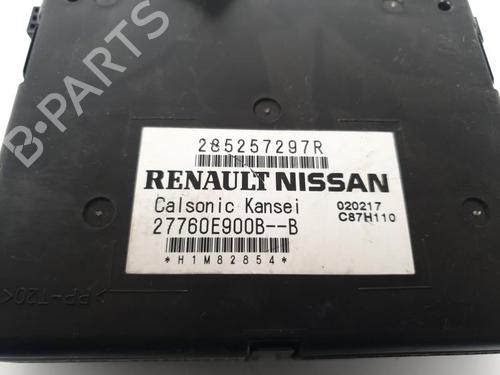 285257297R
RENAULT NISSAN
Calsonic Kansei
020217
C87H110
27760E900B--B
*H1M82854*
>PP-T20<
B-PARTS